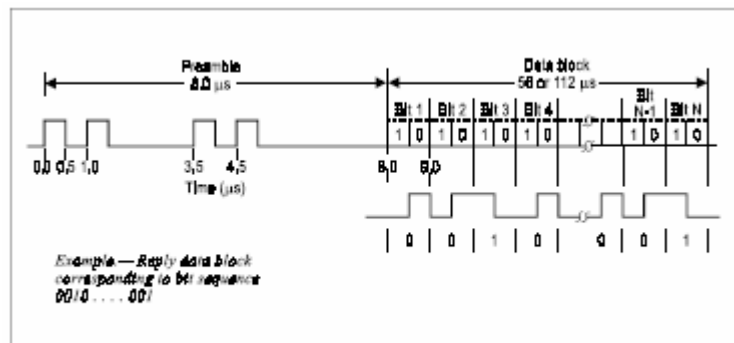 Preamble
8.0 µs
Data block
56 or 112 µs
Bit 1 Bit 2 Bit 3 Bit 4 Bit N-1 Bit N
1 0 1 0 1 0 1 0 1 0 1 0
0.0 0.5 1.0 3.5 4.5 8.0
Time (µs)
0 0 1 0 0 0 1
Example.— Reply data block
corresponding to bit sequence
0010 . . . . 001